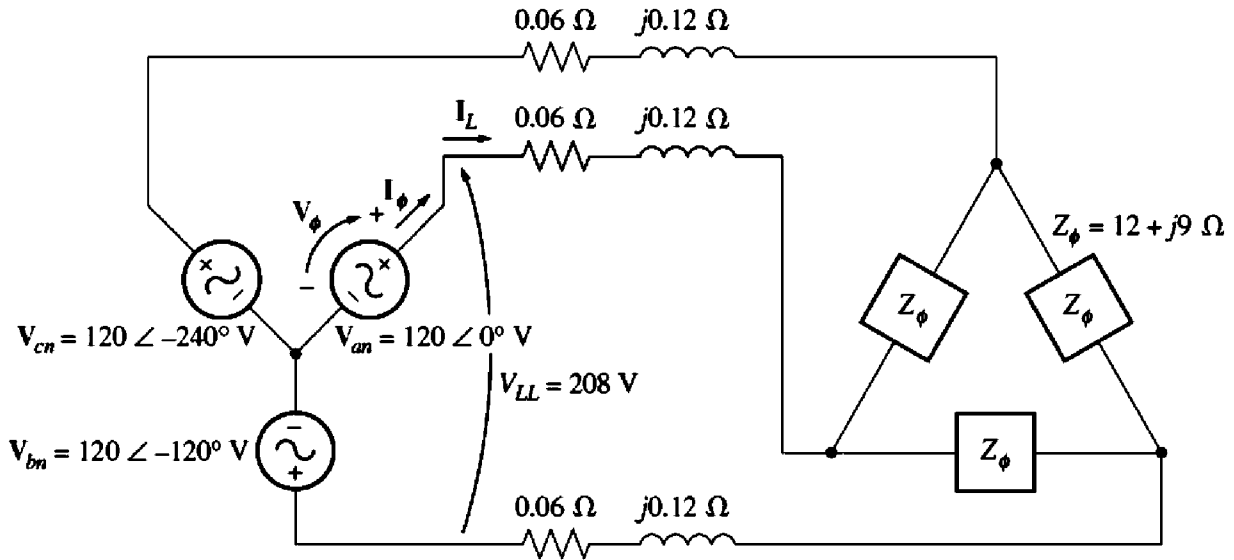 0.06 Ω j0.12 Ω
I_L 0.06 Ω j0.12 Ω
V_ϕ + I_ϕ
−
Z_ϕ = 12 + j9 Ω
+ − + −
Z_ϕ Z_ϕ
V_cn = 120 ∠ −240° V V_an = 120 ∠ 0° V
V_LL = 208 V
V_bn = 120 ∠ −120° V
−
+
Z_ϕ
0.06 Ω j0.12 Ω